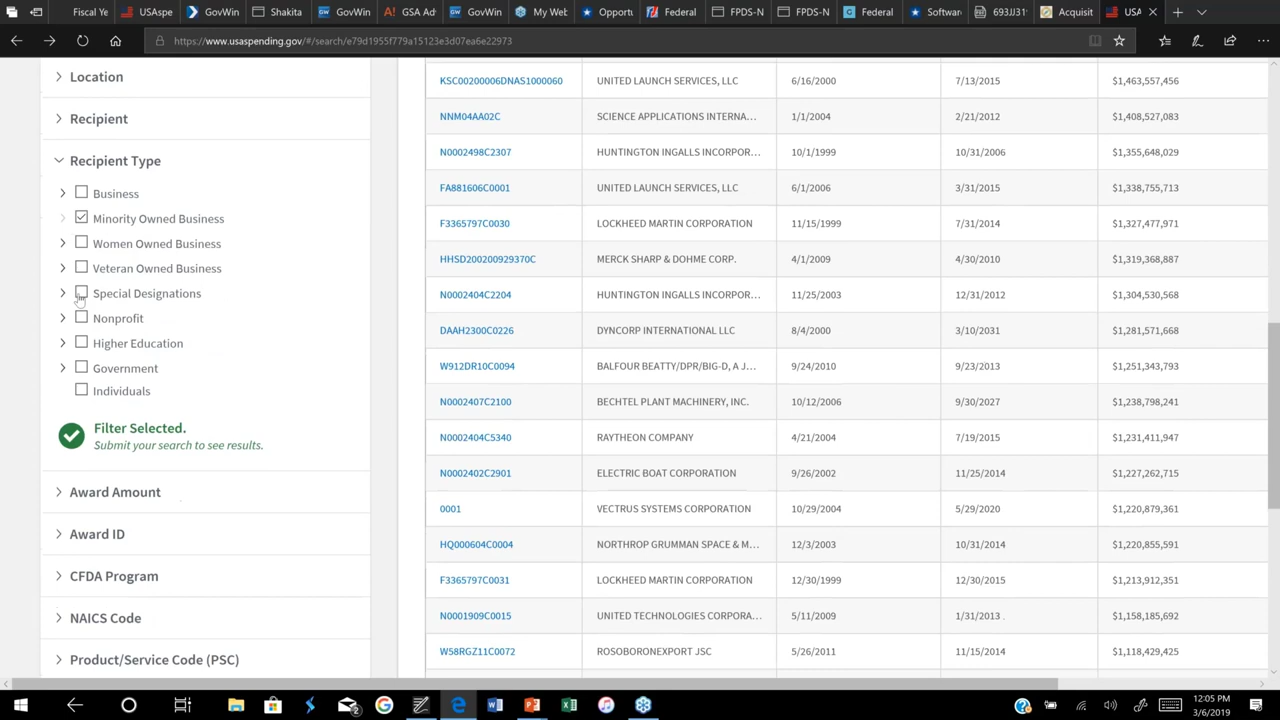 Fiscal Ye
USAspe
GovWin
Shakita
GovWin
GSA Ad
GovWin
My Web
Opportu
Federal
FPDS-N
FPDS-N
Federal
Softwar
693JJ31
Acquisit
USA
https://www.usaspending.gov/#/search/e79d1955f779a15123e3d07ea6e22973
Location
Recipient
Recipient Type
Business
Minority Owned Business
Women Owned Business
Veteran Owned Business
Special Designations
Nonprofit
Higher Education
Government
Individuals
Filter Selected.
Submit your search to see results.
Award Amount
Award ID
CFDA Program
NAICS Code
Product/Service Code (PSC)
KSC00200006DNAS1000060 UNITED LAUNCH SERVICES, LLC 6/16/2000 7/13/2015 $1,463,557,456
NNM04AA02C SCIENCE APPLICATIONS INTERNA... 1/1/2004 2/21/2012 $1,408,527,083
N0002498C2307 HUNTINGTON INGALLS INCORPOR... 10/1/1999 10/31/2006 $1,355,648,029
FA881606C0001 UNITED LAUNCH SERVICES, LLC 6/1/2006 3/31/2015 $1,338,755,713
F3365797C0030 LOCKHEED MARTIN CORPORATION 11/15/1999 7/31/2014 $1,327,477,971
HHSD200200929370C MERCK SHARP & DOHME CORP. 4/1/2009 4/30/2010 $1,319,368,887
N0002404C2204 HUNTINGTON INGALLS INCORPOR... 11/25/2003 12/31/2012 $1,304,530,568
DAAH2300C0226 DYNCORP INTERNATIONAL LLC 8/4/2000 3/10/2031 $1,281,571,668
W912DR10C0094 BALFOUR BEATTY/DPR/BIG-D, A J... 9/24/2010 9/23/2013 $1,251,343,793
N0002407C2100 BECHTEL PLANT MACHINERY, INC. 10/12/2006 9/30/2027 $1,238,798,241
N0002404C5340 RAYTHEON COMPANY 4/21/2004 7/19/2015 $1,231,411,947
N0002402C2901 ELECTRIC BOAT CORPORATION 9/26/2002 11/25/2014 $1,227,262,715
0001 VECTRUS SYSTEMS CORPORATION 10/29/2004 5/29/2020 $1,220,879,361
HQ000604C0004 NORTHROP GRUMMAN SPACE & M... 12/3/2003 10/31/2014 $1,220,855,591
F3365797C0031 LOCKHEED MARTIN CORPORATION 12/30/1999 12/30/2015 $1,213,912,351
N0001909C0015 UNITED TECHNOLOGIES CORPORA... 5/11/2009 1/31/2013 $1,158,185,692
W58RGZ11C0072 ROSOBORONEXPORT JSC 5/26/2011 11/15/2014 $1,118,429,425
12:05 PM
3/6/2019